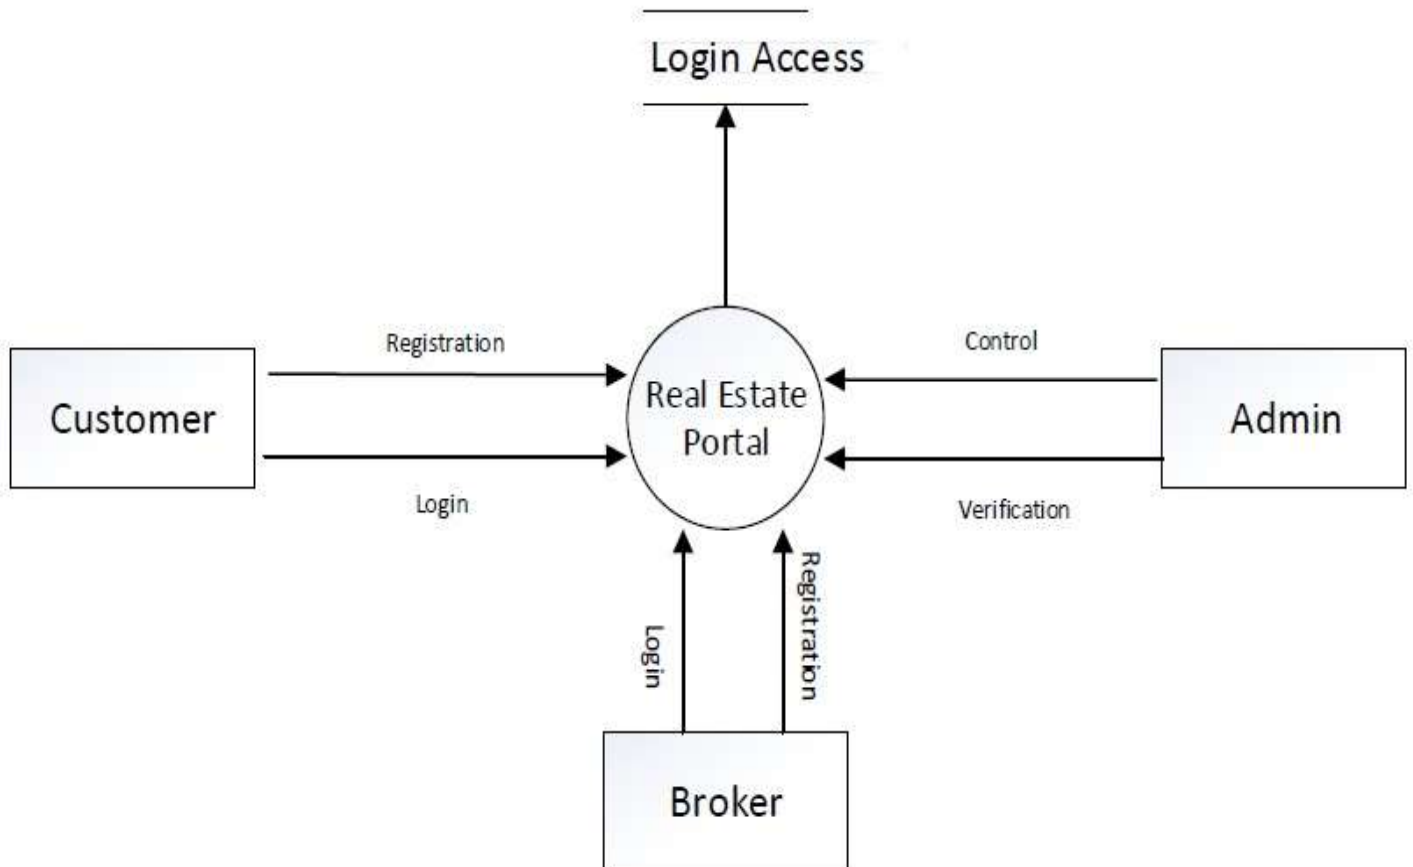 Login Access
Registration
Control
Customer
Real Estate
Portal
Admin
Login
Verification
Login
Registration
Broker